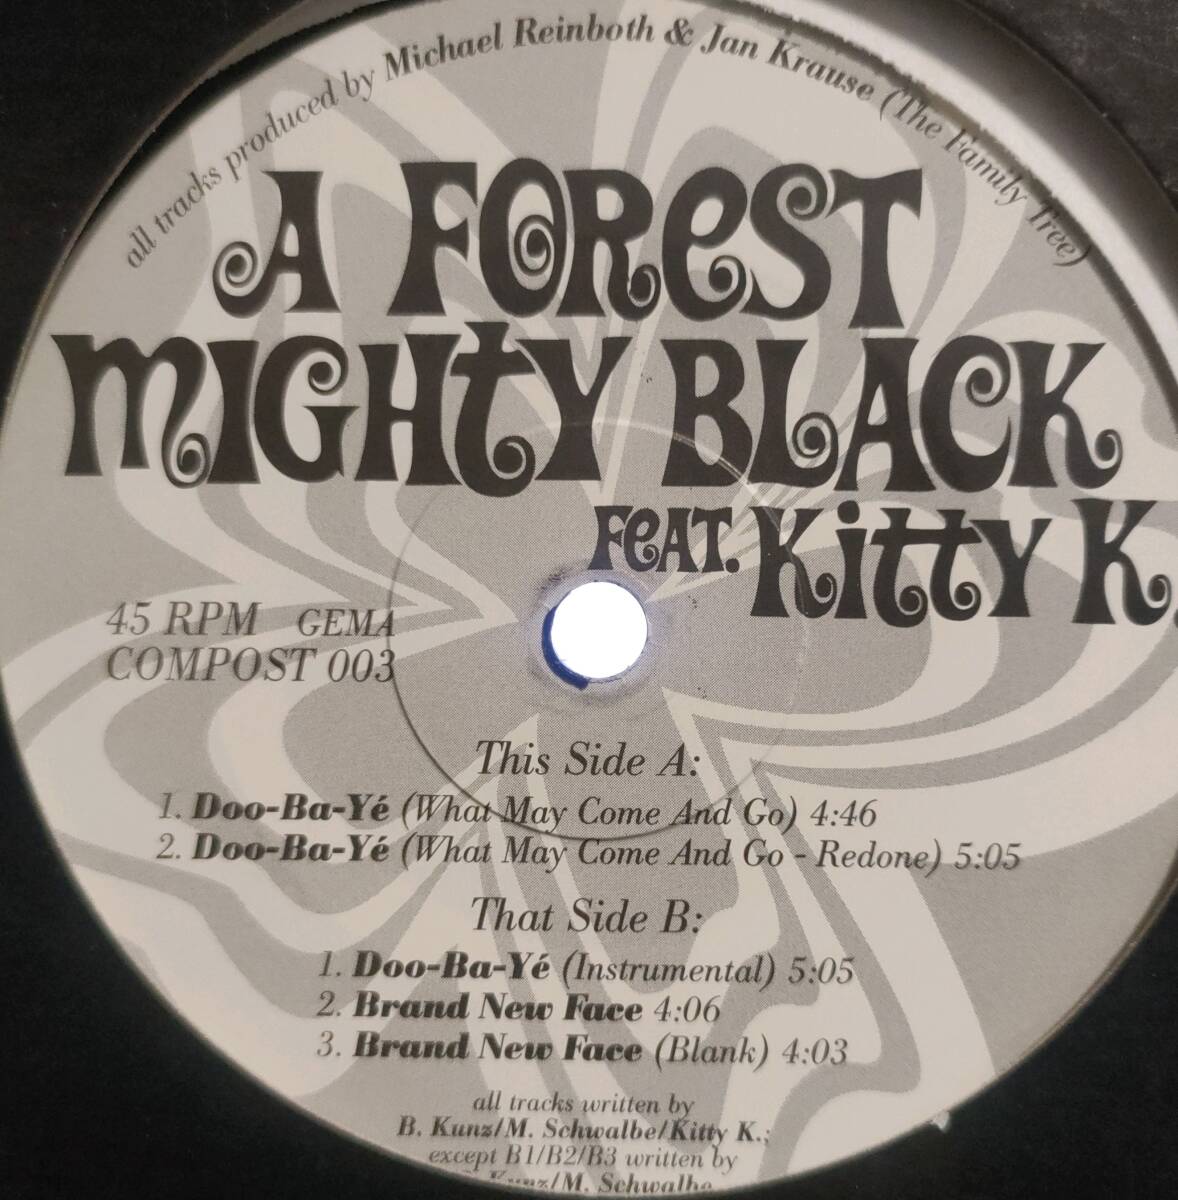 all tracks produced by Michael Reinboth & Jan Krause (The Family Tree)
A FOReST
MIGHtY BLACK
FeAT. KittY K.
45 RPM GEMA
COMPOST 003
This Side A:
1. Doo-Ba-Yé (What May Come And Go) 4:46
2. Doo-Ba-Yé (What May Come And Go - Redone) 5:05
That Side B:
1. Doo-Ba-Yé (Instrumental) 5:05
2. Brand New Face 4:06
3. Brand New Face (Blank) 4:03
all tracks written by
B. Kunz/M. Schwalbe/Kitty K.;
except B1/B2/B3 written by
Kunz/M. Schwalbe